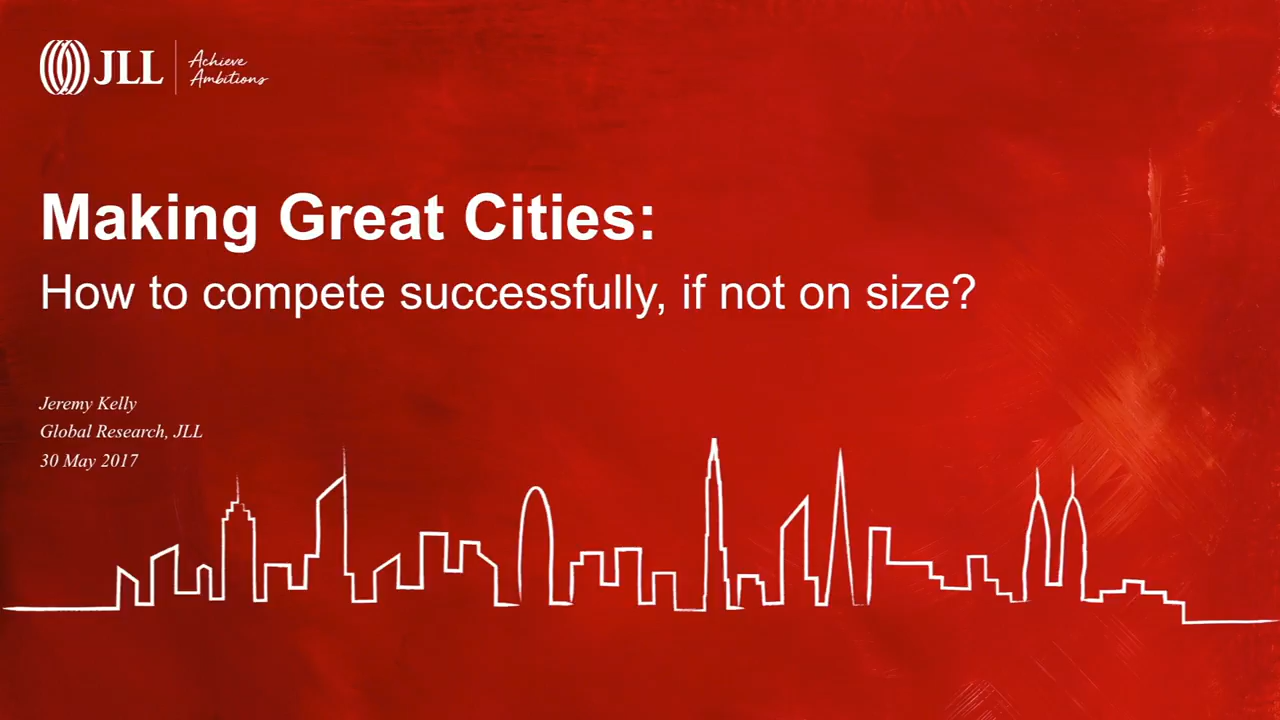 JLL
Achieve
Ambitions
Making Great Cities:
How to compete successfully, if not on size?
Jeremy Kelly
Global Research, JLL
30 May 2017